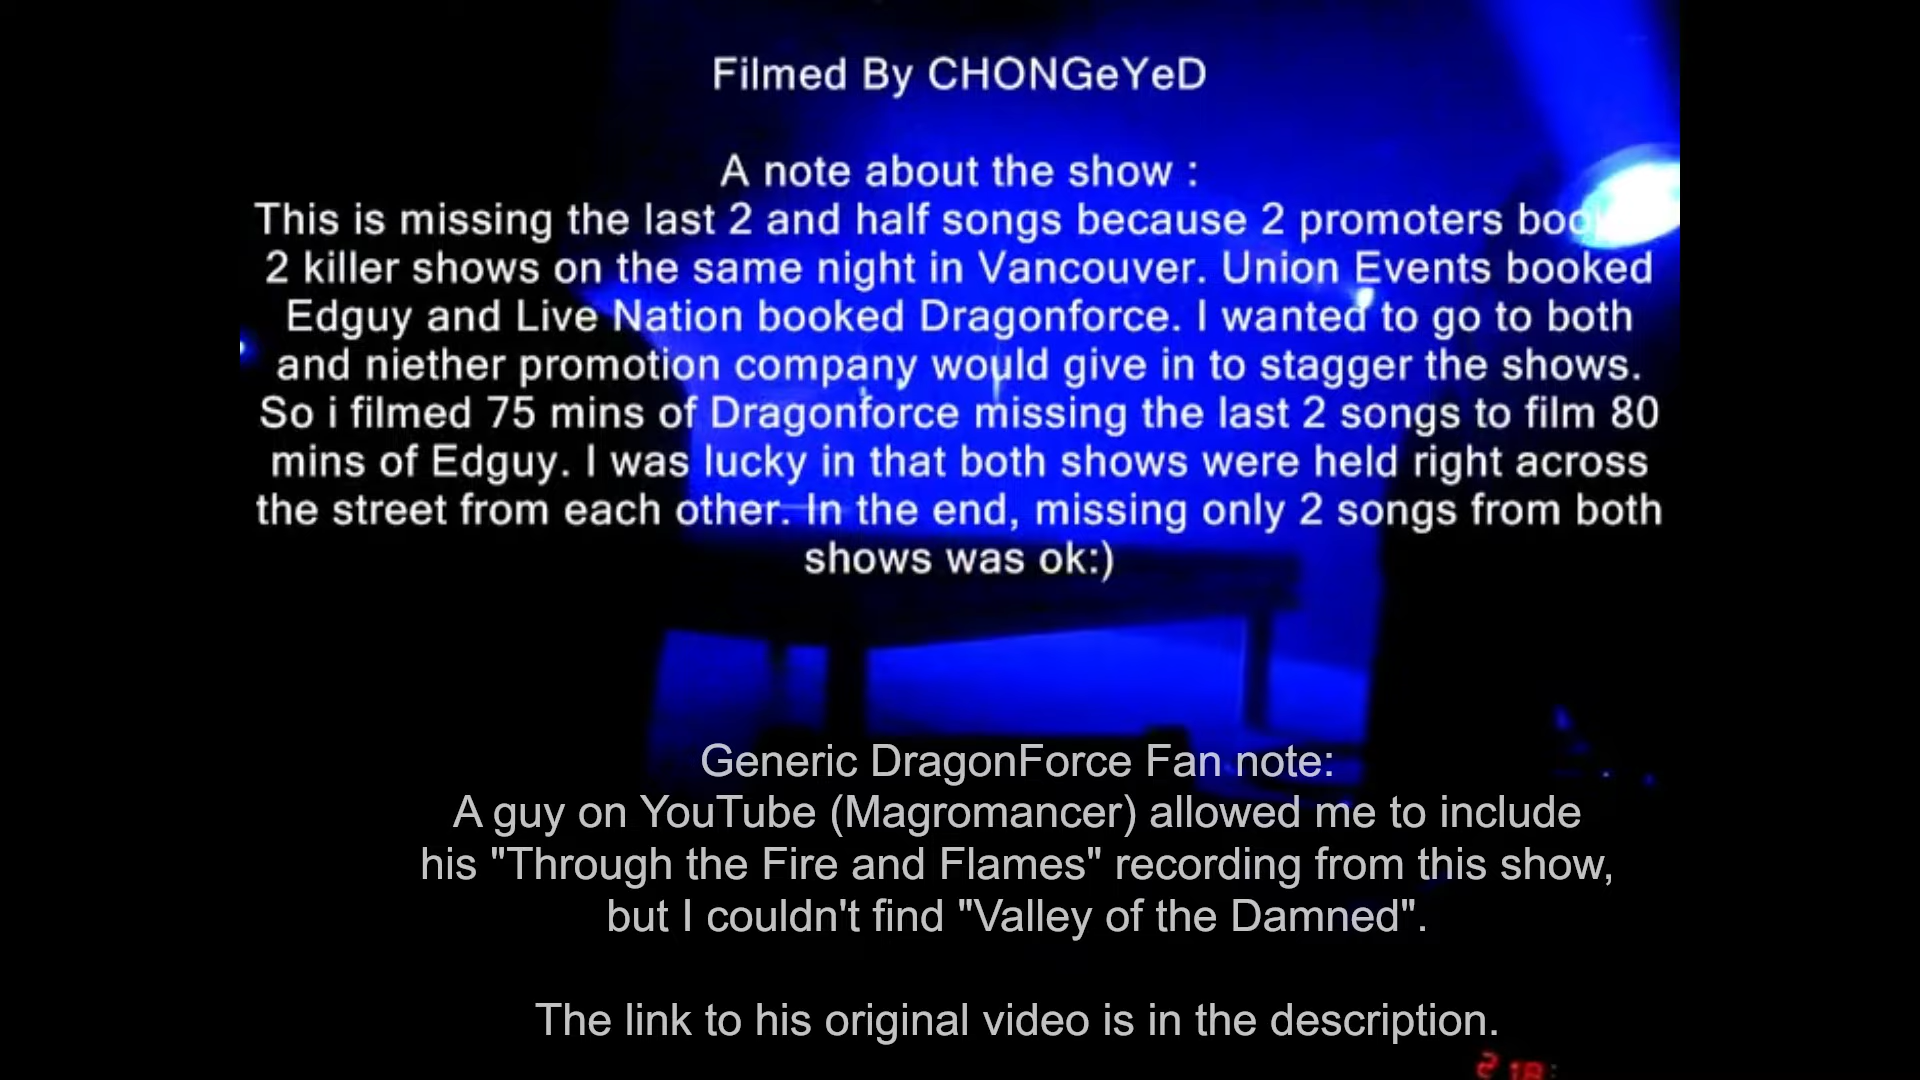 Filmed By CHONGeYeD
A note about the show :
This is missing the last 2 and half songs because 2 promoters
2 killer shows on the same night in Vancouver. Union Events booked
Edguy and Live Nation booked Dragonforce. I wanted to go to both
and niether promotion company would give in to stagger the shows.
So i filmed 75 mins of Dragonforce missing the last 2 songs to film 80
mins of Edguy. I was lucky in that both shows were held right across
the street from each other. In the end, missing only 2 songs from both
shows was ok:)
Generic DragonForce Fan note:
A guy on YouTube (Magromancer) allowed me to include
his "Through the Fire and Flames" recording from this show,
but I couldn't find "Valley of the Damned".
The link to his original video is in the description.